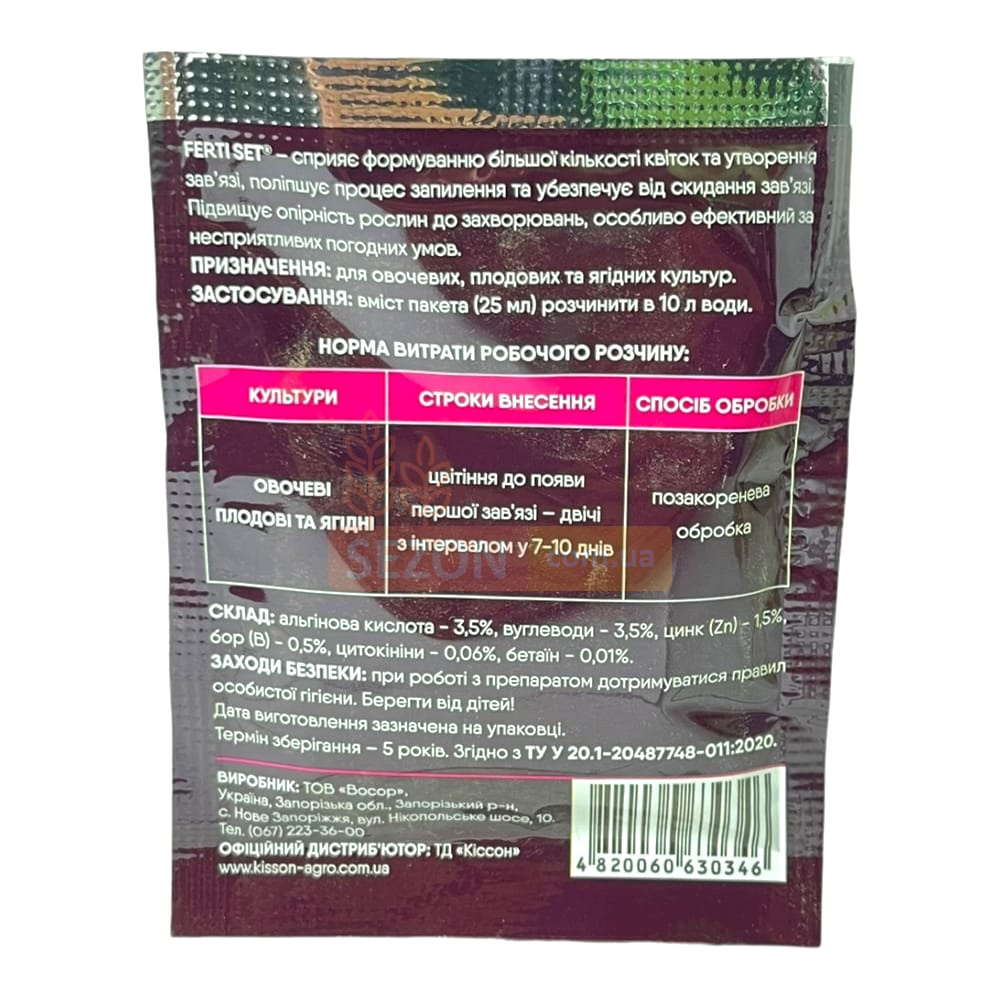 FERTI SET® – сприяє формуванню більшої кількості квіток та утворення
зав'язі, поліпшує процес запилення та убезпечує від скидання зав'язі.
Підвищує опірність рослин до захворювань, особливо ефективний за
несприятливих погодних умов.
ПРИЗНАЧЕННЯ: для овочевих, плодових та ягідних культур.
ЗАСТОСУВАННЯ: вміст пакета (25 мл) розчинити в 10 л води.
НОРМА ВИТРАТИ РОБОЧОГО РОЗЧИНУ:
КУЛЬТУРИ СТРОКИ ВНЕСЕННЯ СПОСІБ ОБРОБКИ
ОВОЧЕВІ
ПЛОДОВІ ТА ЯГІДНІ
цвітіння до появи
першої зав'язі – двічі
з інтервалом у 7–10 днів
позакоренева
обробка
SEZON com.ua
СКЛАД: альгінова кислота – 3,5%, вуглеводи – 3,5%, цинк (Zn) – 1,5%,
бор (В) – 0,5%, цитокініни – 0,06%, бетаїн – 0,01%.
ЗАХОДИ БЕЗПЕКИ: при роботі з препаратом дотримуватися правил
особистої гігієни. Берегти від дітей!
Дата виготовлення зазначена на упаковці.
Термін зберігання – 5 років. Згідно з ТУ У 20.1-20487748-011:2020.
ВИРОБНИК: ТОВ «Восор»,
Україна, Запорізька обл., Запорізький р-н,
с. Нове Запоріжжя, вул. Нікопольське шосе, 10.
Тел. (067) 223-36-00
ОФІЦІЙНИЙ ДИСТРИБ'ЮТОР: ТД «Кіссон»
www.kisson-agro.com.ua
4 820060 630346